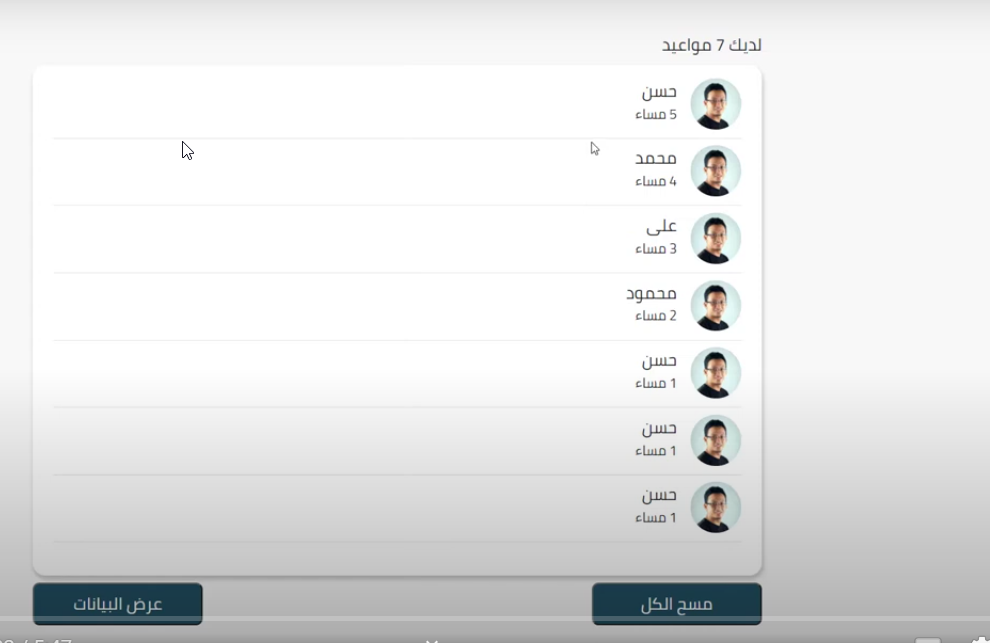 لديك 7 مواعيد
حسن
5 مساء
محمد
4 مساء
على
3 مساء
محمود
2 مساء
حسن
1 مساء
حسن
1 مساء
حسن
1 مساء
مسح الكل
عرض البيانات